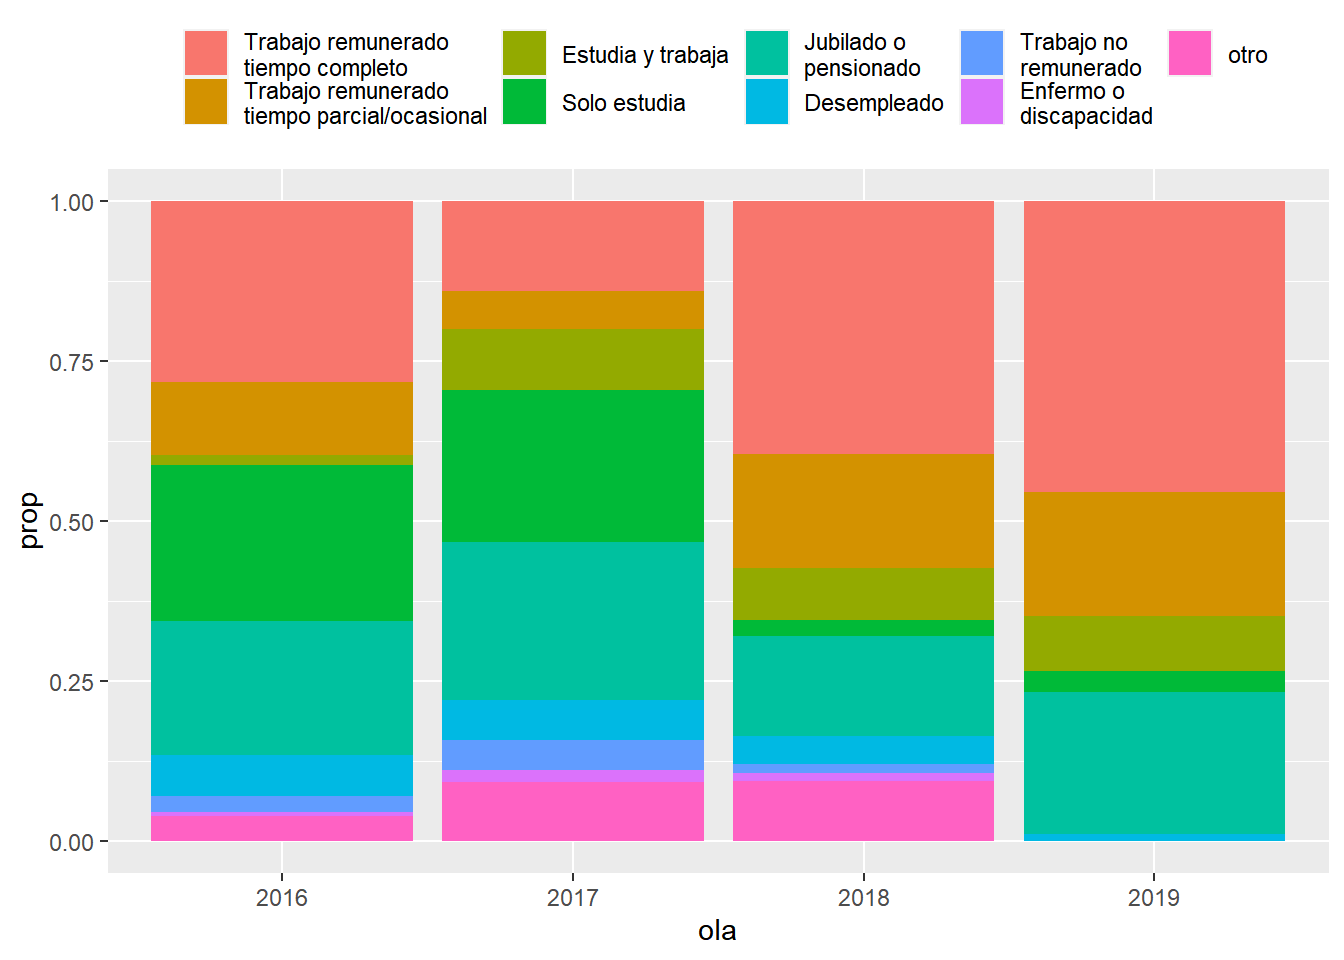 Trabajo remunerado
tiempo completo
Trabajo remunerado
tiempo parcial/ocasional
Estudia y trabaja
Solo estudia
Jubilado o
pensionado
Desempleado
Trabajo no
remunerado
Enfermo o
discapacidad
otro
1.00
0.75
0.50
0.25
0.00
prop
2016
2017
2018
2019
ola